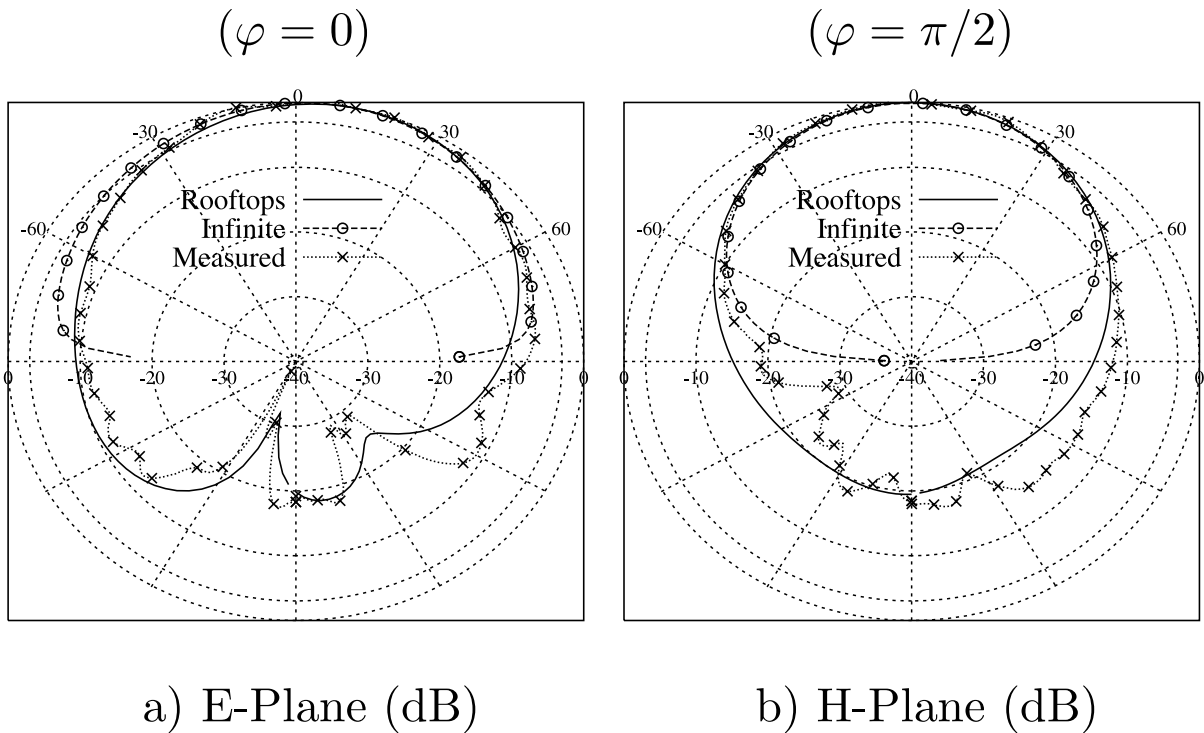 (φ = 0)
(φ = π/2)
0
-30
30
-60
60
Rooftops
Infinite
Measured
0 -10 -20 -30 -40 -30 -20 -10 0
0
-30
30
-60
60
Rooftops
Infinite
Measured
0 -10 -20 -30 -40 -30 -20 -10 0
a) E-Plane (dB)
b) H-Plane (dB)